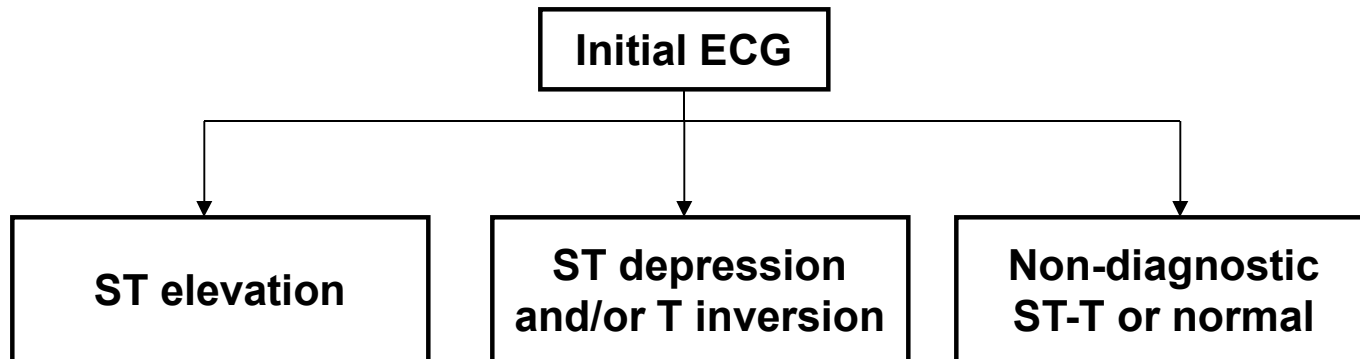 Initial ECG
ST elevation
ST depression
and/or T inversion
Non-diagnostic
ST-T or normal